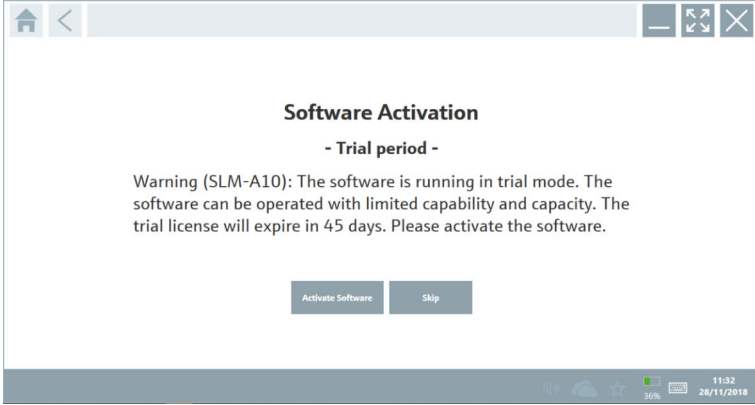 Software Activation
- Trial period -
Warning (SLM-A10): The software is running in trial mode. The
software can be operated with limited capability and capacity. The
trial license will expire in 45 days. Please activate the software.
Activate Software
Skip
36%
11:32
28/11/2018